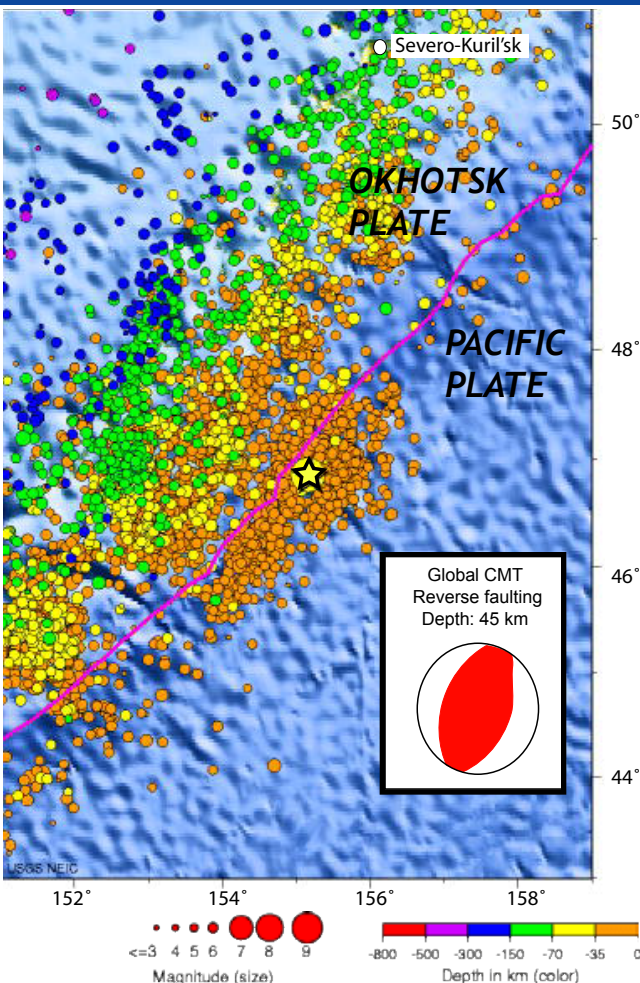 Severo-Kuril'sk
50°
OKHOTSK
PLATE
48°
PACIFIC
PLATE
46°
Global CMT
Reverse faulting
Depth: 45 km
44°
USGS NEIC
152° 154° 156° 158°
<=3 4 5 6 7 8 9
Magnitude (size)
-800 -500 -300 -150 -70 -35 0
Depth in km (color)